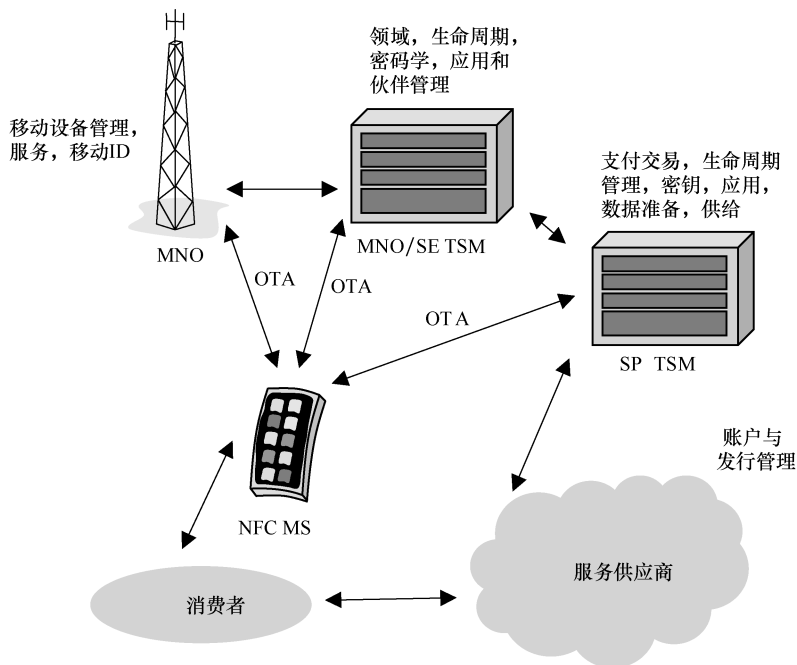 领域，生命周期，
密码学，应用和
伙伴管理
移动设备管理，
服务，移动ID
支付交易，生命周期
管理，密钥，应用，
数据准备，供给
MNO
MNO/SE TSM
OTA
OTA
OTA
SP TSM
账户与
发行管理
NFC MS
服务供应商
消费者